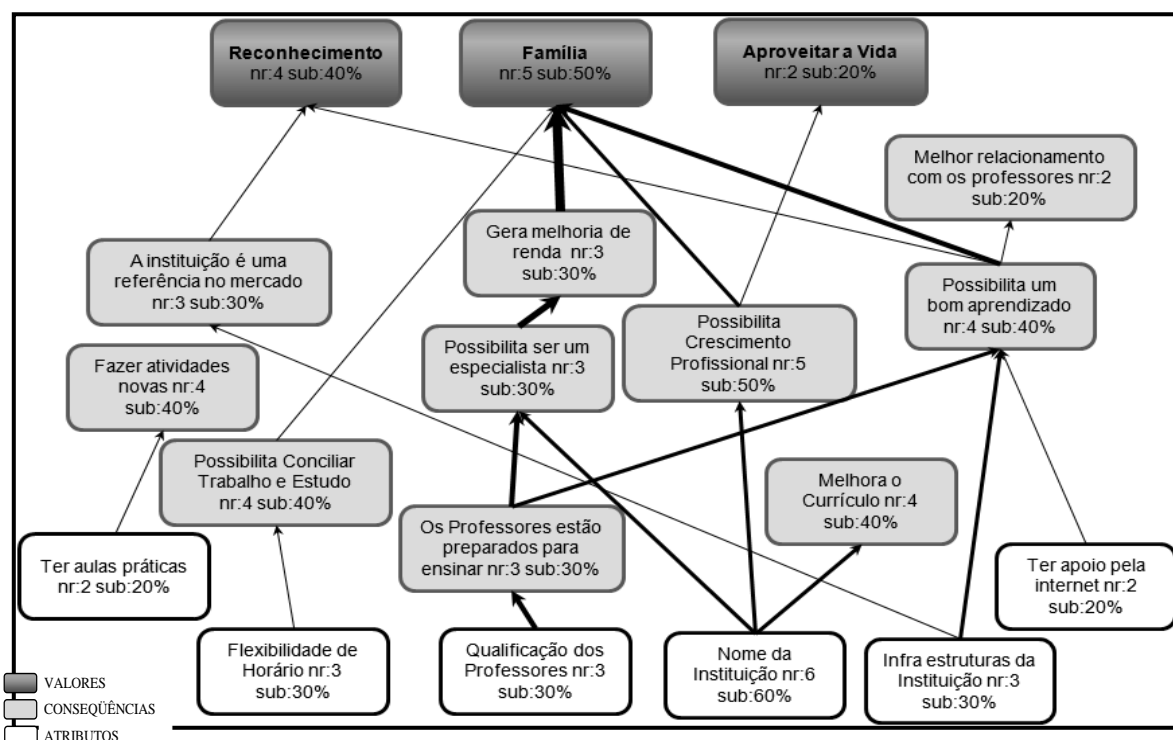 Reconhecimento
nr:4 sub:40%
Família
nr:5 sub:50%
Aproveitar a Vida
nr:2 sub:20%
Melhor relacionamento
com os professores nr:2
sub:20%
Gera melhoria de
renda nr:3
sub:30%
A instituição é uma
referência no mercado
nr:3 sub:30%
Possibilita um
bom aprendizado
nr:4 sub:40%
Possibilita
Crescimento
Profissional nr:5
sub:50%
Possibilita ser um
especialista nr:3
sub:30%
Fazer atividades
novas nr:4
sub:40%
Possibilita Conciliar
Trabalho e Estudo
nr:4 sub:40%
Melhora o
Currículo nr:4
sub:40%
Os Professores estão
preparados para
ensinar nr:3 sub:30%
Ter aulas práticas
nr:2 sub:20%
Ter apoio pela
internet nr:2
sub:20%
Flexibilidade de
Horário nr:3
sub:30%
Qualificação dos
Professores nr:3
sub:30%
Nome da
Instituição nr:6
sub:60%
Infra estruturas da
Instituição nr:3
sub:30%
VALORES
CONSEQÜÊNCIAS
ATRIBUTOS